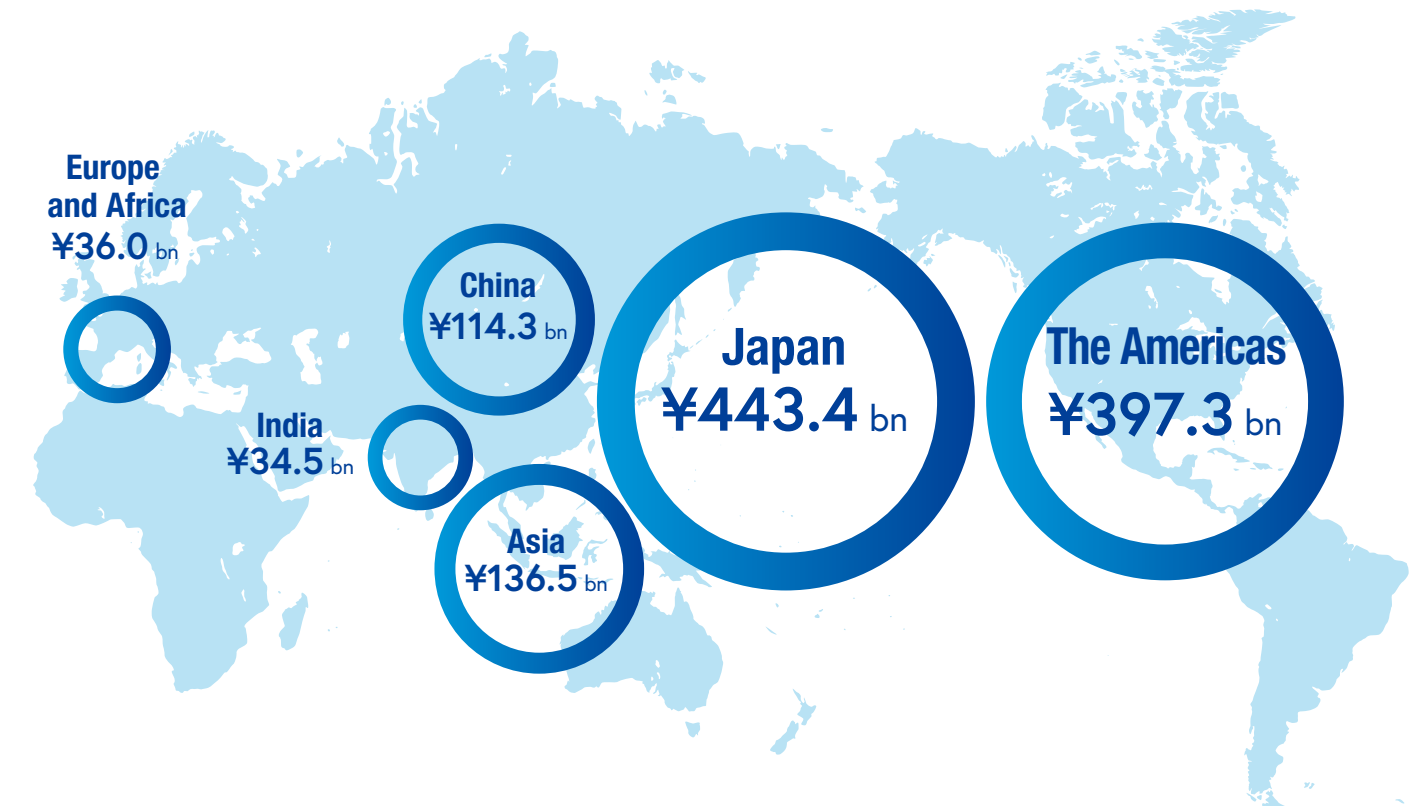 Europe
and Africa
¥36.0 bn
China
¥114.3 bn
Japan
¥443.4 bn
The Americas
¥397.3 bn
India
¥34.5 bn
Asia
¥136.5 bn